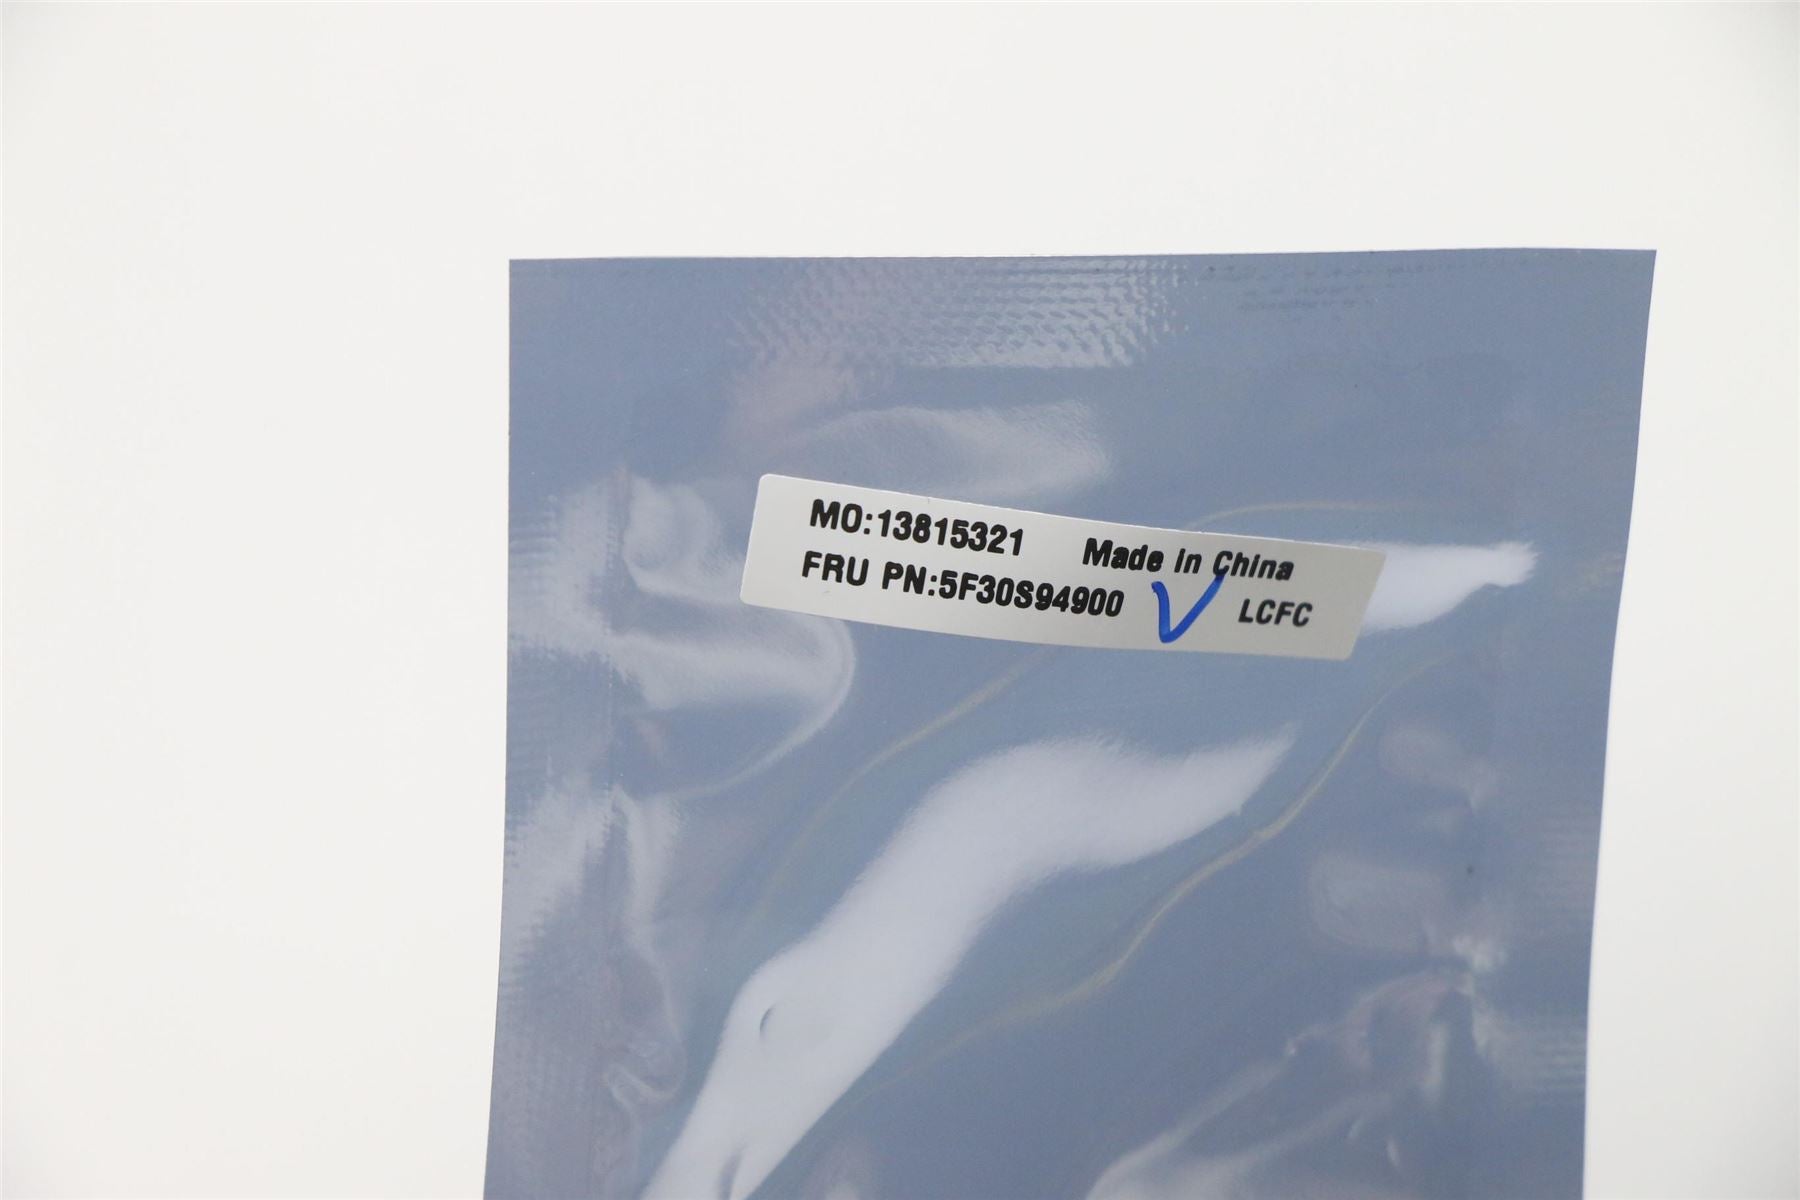 MO:13815321 Made in China
FRU PN:5F30S94900 LCFC